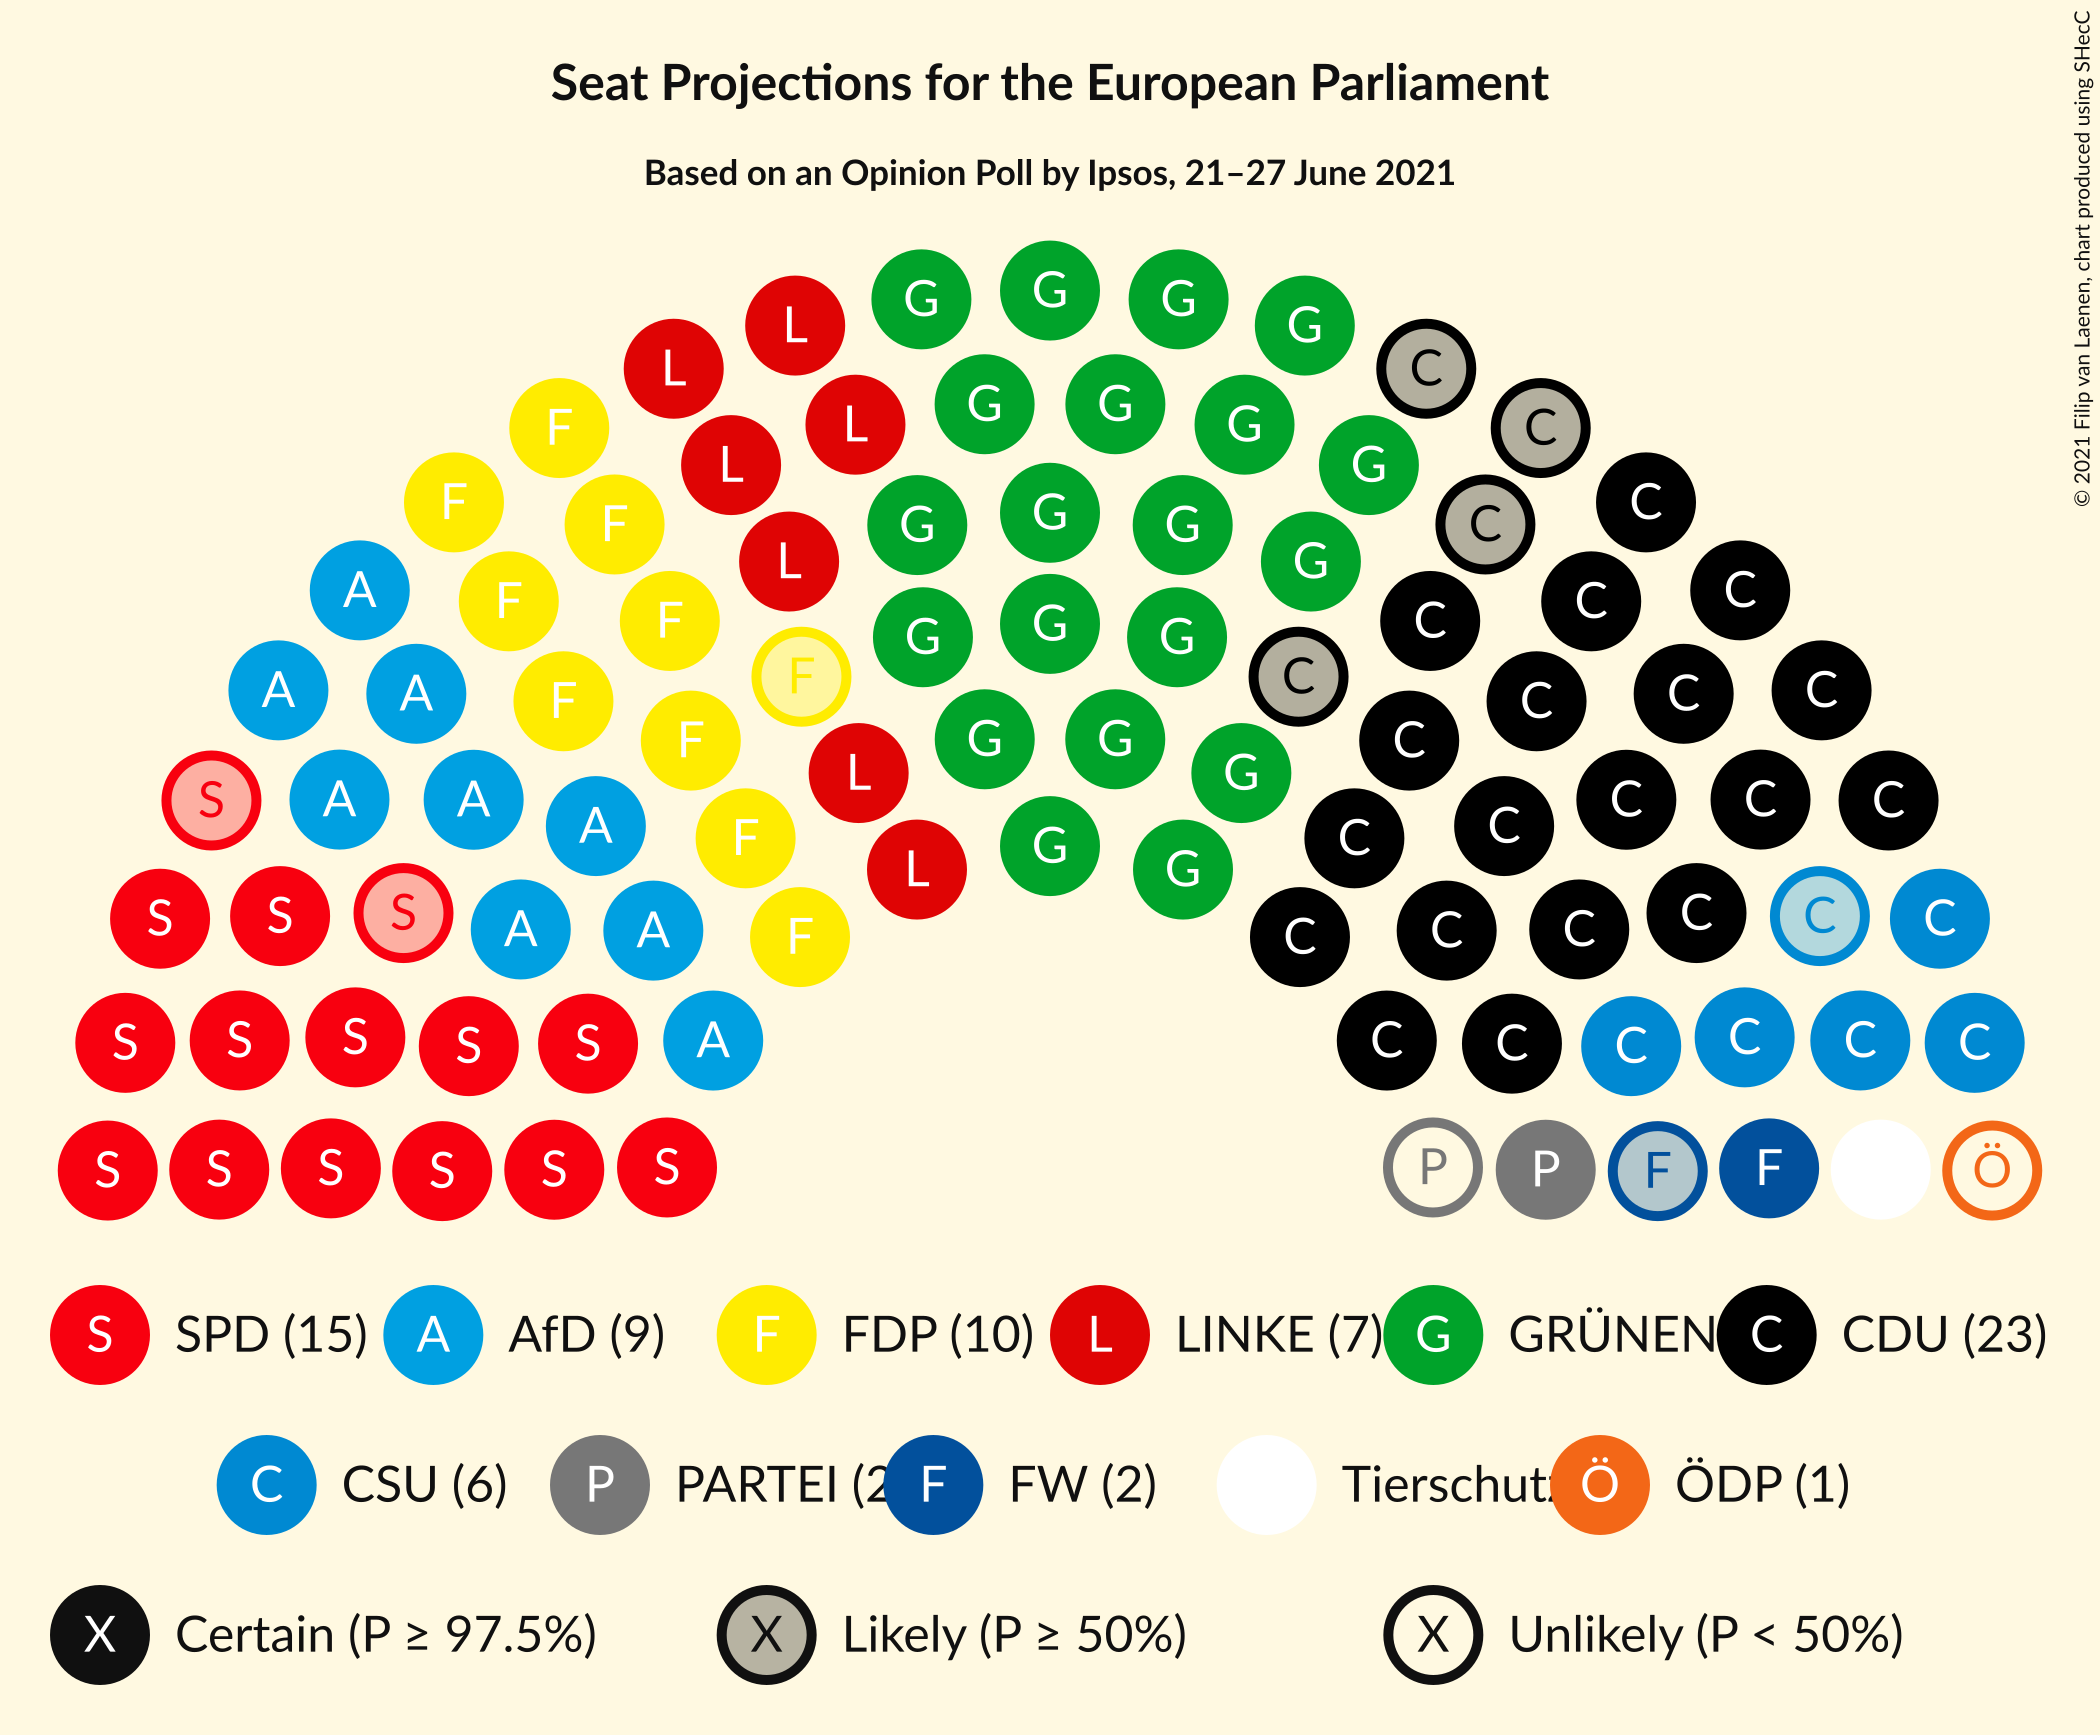 Seat Projections for the European Parliament
Based on an Opinion Poll by Ipsos, 21–27 June 2021
© 2021 Filip van Laenen, chart produced using SHecC
G G G G
L L C C
F G G G G
L L C
F F G G G G C
L
A F F G G G C C C
A A F F F C C C C C
S A A A F L G G G C C C C C
S S S A A F L G G C C C C C C
S S S S S A C C C C C C
S S S S S S P P F F Ö
S SPD (15) A AfD (9) F FDP (10) L LINKE (7) G GRÜNEN C CDU (23)
C CSU (6) P PARTEI (2 F FW (2) Tierschutz Ö ÖDP (1)
X Certain (P ≥ 97.5%) X Likely (P ≥ 50%) X Unlikely (P < 50%)